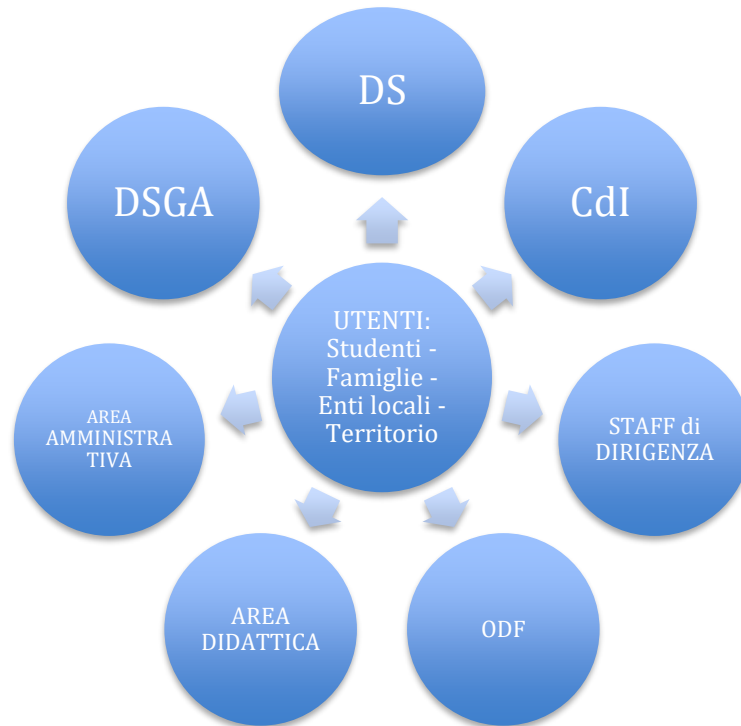 DS
DSGA
CdI
UTENTI:
Studenti -
Famiglie -
Enti locali -
Territorio
AREA
AMMINISTRA
TIVA
STAFF di
DIRIGENZA
AREA
DIDATTICA
ODF